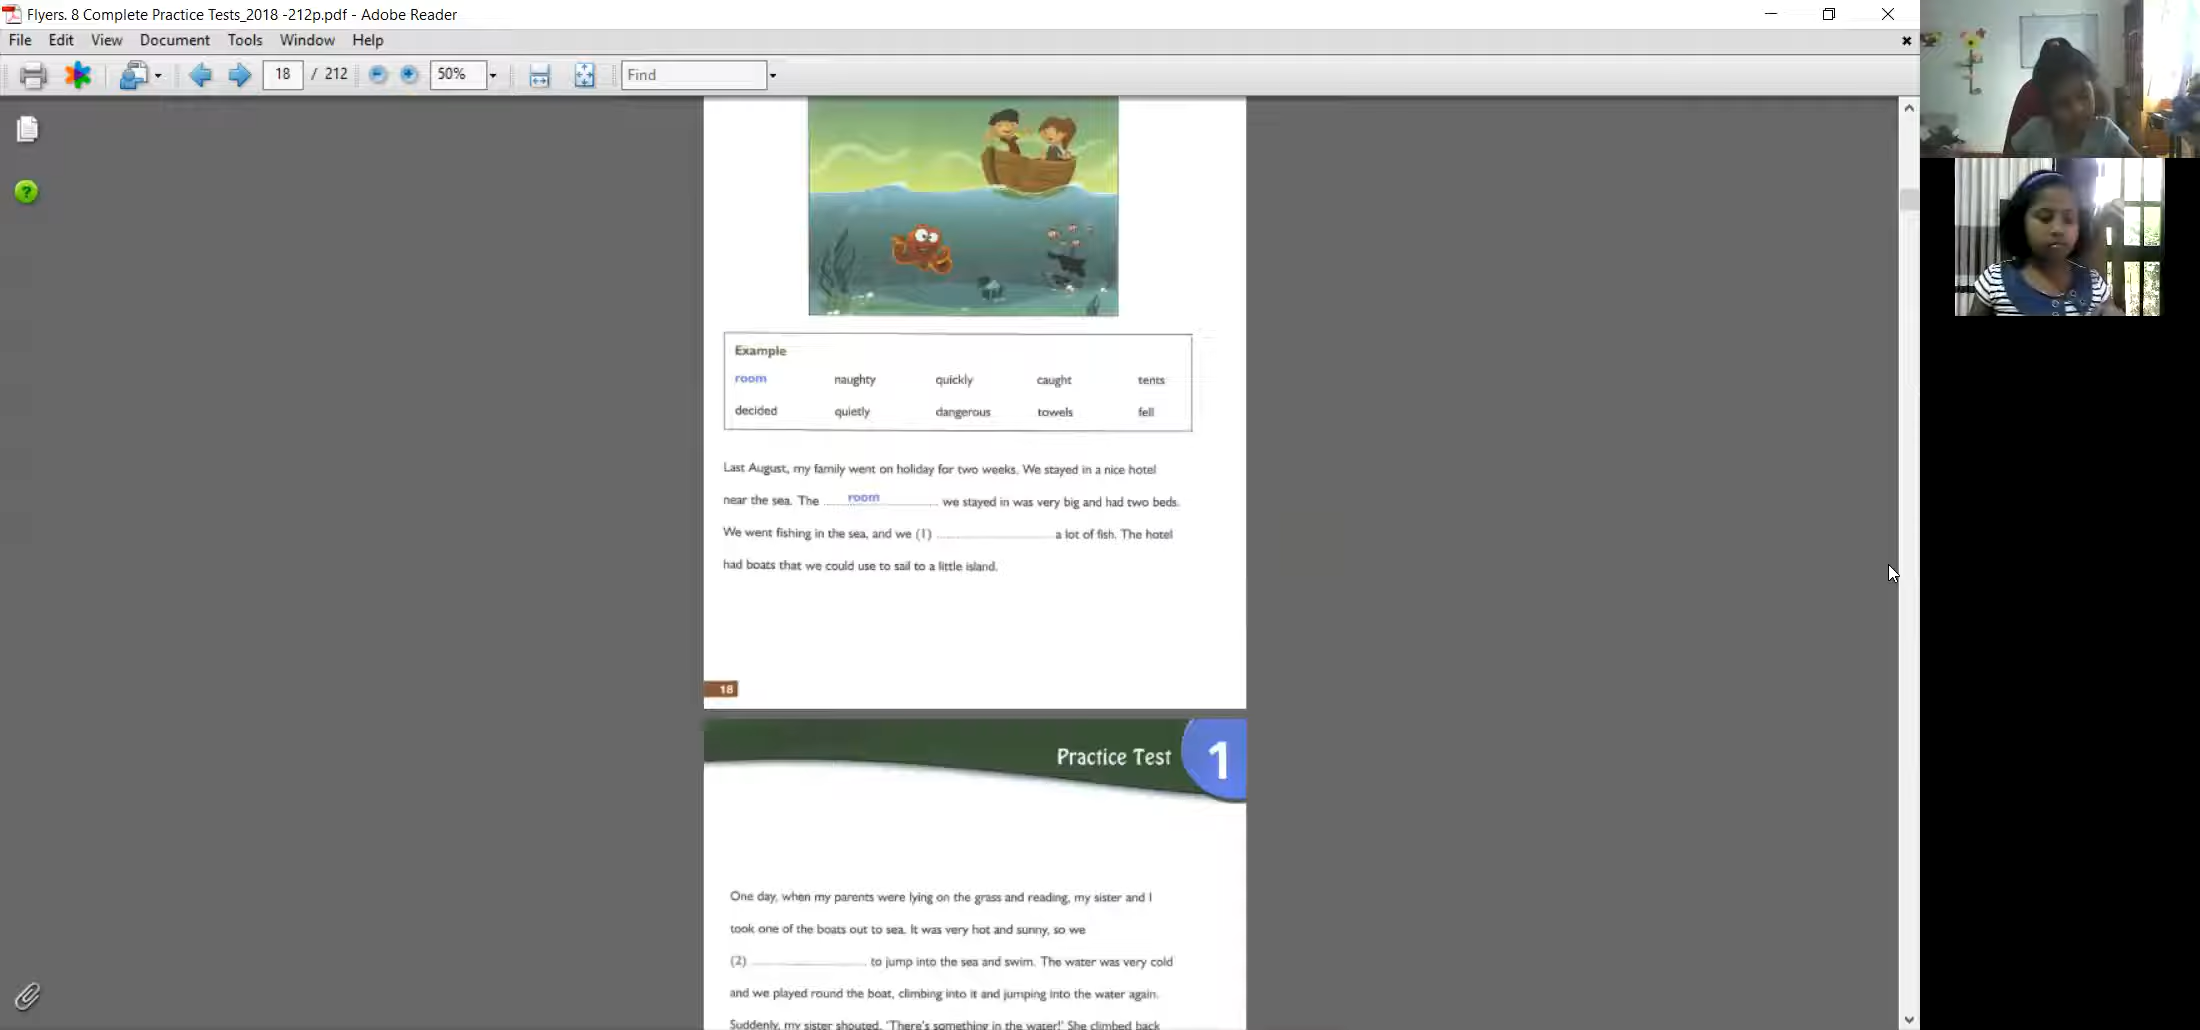 Flyers. 8 Complete Practice Tests_2018 -212p.pdf - Adobe Reader
File Edit View Document Tools Window Help
18 / 212 50% Find
Example
room naughty quickly caught tents
decided quietly dangerous towels fell
Last August, my family went on holiday for two weeks. We stayed in a nice hotel
near the sea. The room we stayed in was very big and had two beds.
We went fishing in the sea, and we (1) a lot of fish. The hotel
had boats that we could use to sail to a little island.
18
Practice Test 1
One day, when my parents were lying on the grass and reading, my sister and I
took one of the boats out to sea. It was very hot and sunny, so we
(2) to jump into the sea and swim. The water was very cold
and we played round the boat, climbing into it and jumping into the water again.
Suddenly, my sister shouted, 'There's something in the water!' She climbed back